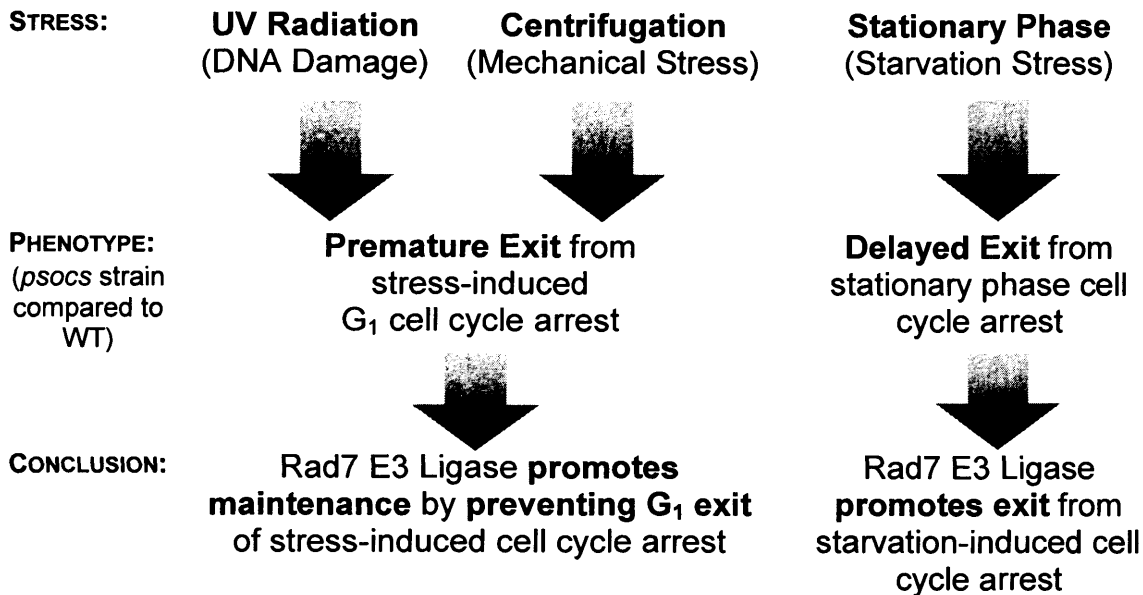 STRESS:
UV Radiation
(DNA Damage)
Centrifugation
(Mechanical Stress)
Stationary Phase
(Starvation Stress)
PHENOTYPE:
(psocs strain
compared to
WT)
Premature Exit from
stress-induced
G₁ cell cycle arrest
Delayed Exit from
stationary phase cell
cycle arrest
CONCLUSION:
Rad7 E3 Ligase promotes
maintenance by preventing G₁ exit
of stress-induced cell cycle arrest
Rad7 E3 Ligase
promotes exit from
starvation-induced cell
cycle arrest